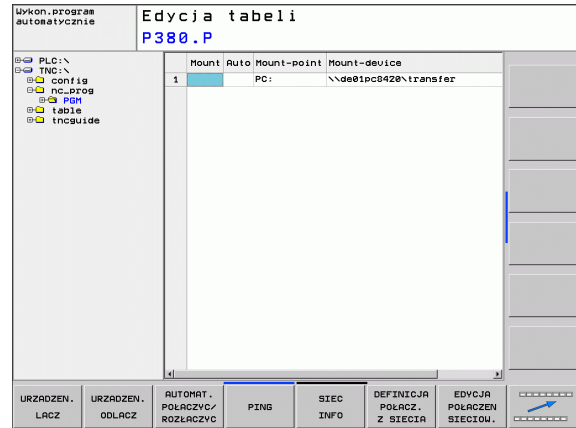 Wykon.program
automatycznie
Edycja tabeli
P380.P
PLC:\
TNC:\
config
nc_prog
PGM
table
tncguide
Mount Auto Mount-point Mount-device
1 PC: \\de01pc8420\transfer
URZADZEN.
LACZ
URZADZEN.
ODLACZ
AUTOMAT.
POŁACZYC/
ROZŁACZYC
PING
SIEC
INFO
DEFINICJA
POŁACZ.
Z SIECIA
EDYCJA
POŁACZEN
SIECIOW.